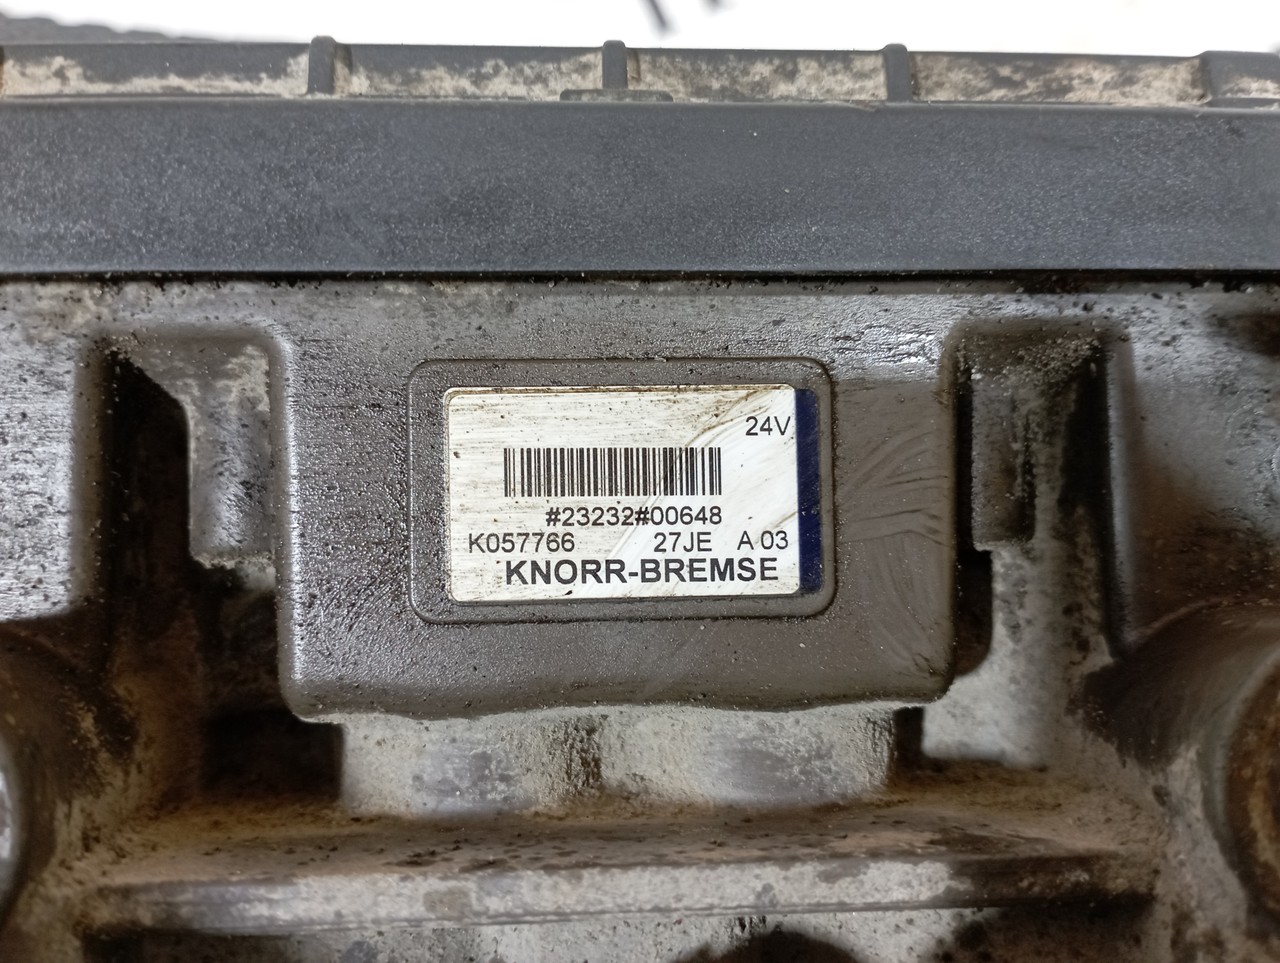 24V
#23232#00648
K057766 27JE A 03
KNORR-BREMSE